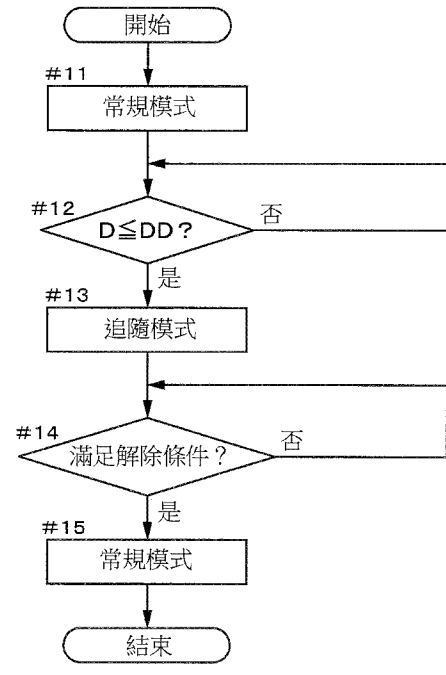 開始
#11
常規模式
#12
D≦DD?
否
是
#13
追隨模式
#14
滿足解除條件?
否
是
#15
常規模式
結束